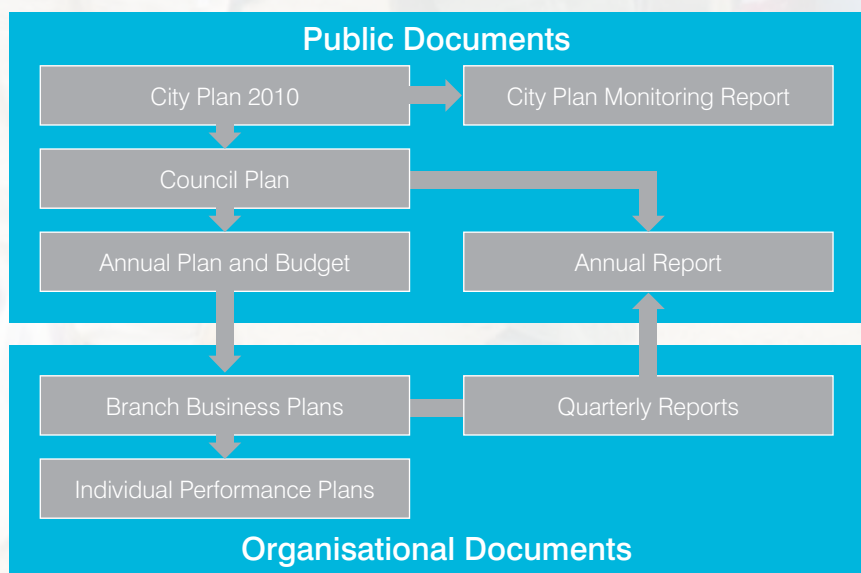 Public Documents
City Plan 2010
City Plan Monitoring Report
Council Plan
Annual Plan and Budget
Annual Report
Branch Business Plans
Quarterly Reports
Individual Performance Plans
Organisational Documents